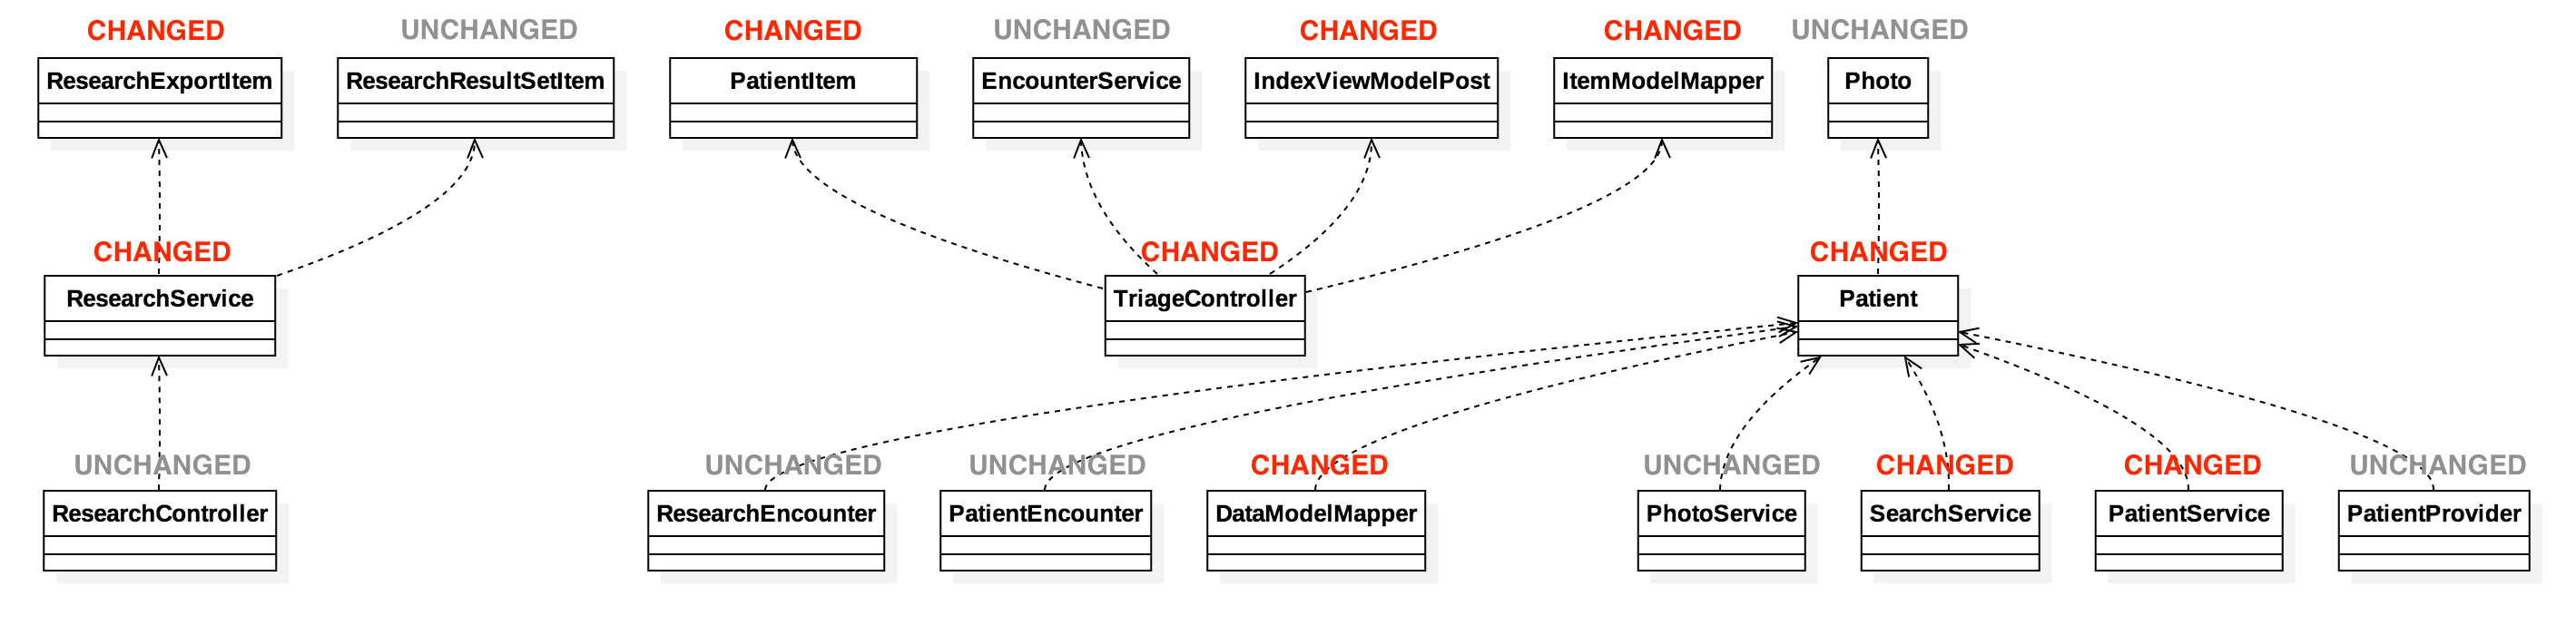 CHANGED UNCHANGED CHANGED UNCHANGED CHANGED CHANGED UNCHANGED
ResearchExportItem ResearchResultSetItem PatientItem EncounterService IndexViewModelPost ItemModelMapper Photo
CHANGED CHANGED CHANGED
ResearchService TriageController Patient
UNCHANGED UNCHANGED UNCHANGED CHANGED UNCHANGED CHANGED CHANGED UNCHANGED
ResearchController ResearchEncounter PatientEncounter DataModelMapper PhotoService SearchService PatientService PatientProvider